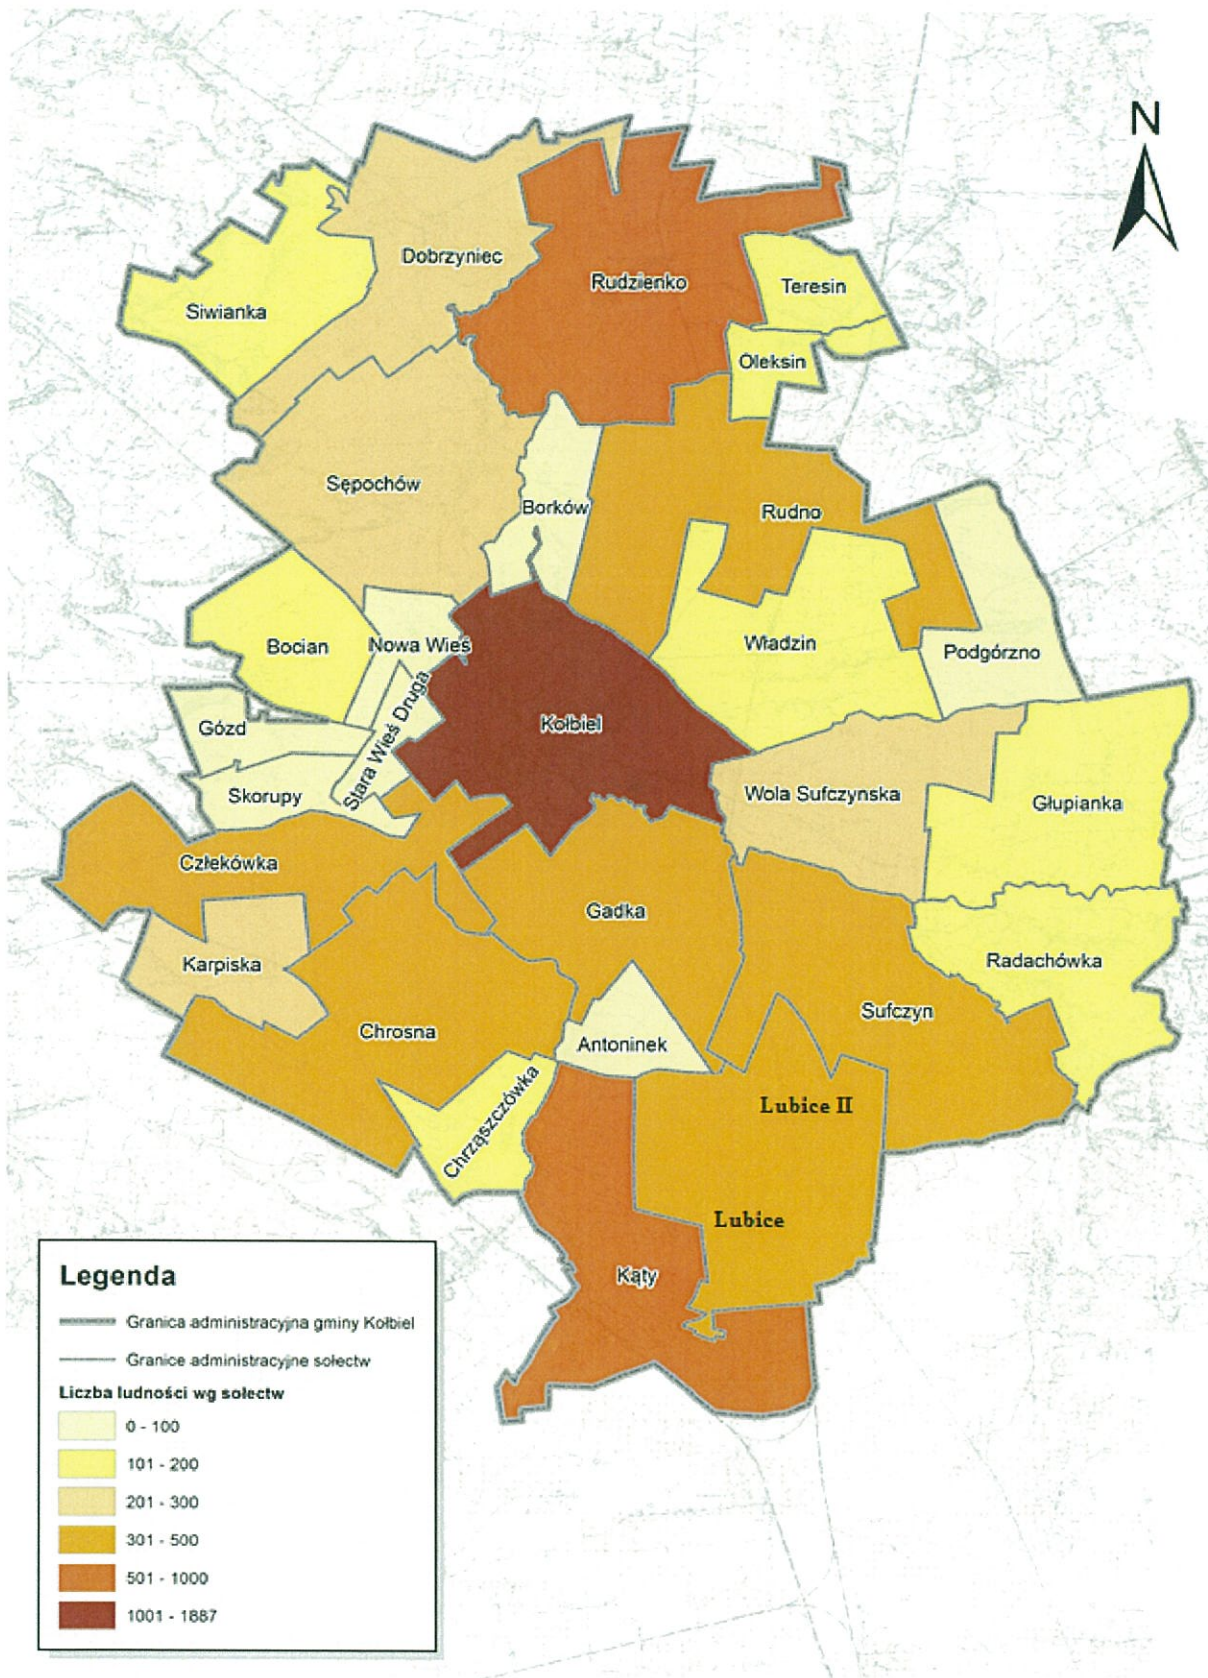 N
Dobrzyniec
Rudzienko
Teresin
Siwianka
Oleksin
Sępochów
Borków
Rudno
Bocian
Nowa Wieś
Władzin
Podgórzno
Gózd
Stara Wieś Druga
Kołbiel
Skorupy
Wola Sufczynska
Głupianka
Człekówka
Gadka
Karpiska
Radachówka
Chrosna
Antoninek
Sufczyn
Chrząszczówka
Lubice II
Lubice
Kąty
Legenda
Granica administracyjna gminy Kołbiel
Granice administracyjne sołectw
Liczba ludności wg sołectw
0 - 100
101 - 200
201 - 300
301 - 500
501 - 1000
1001 - 1887